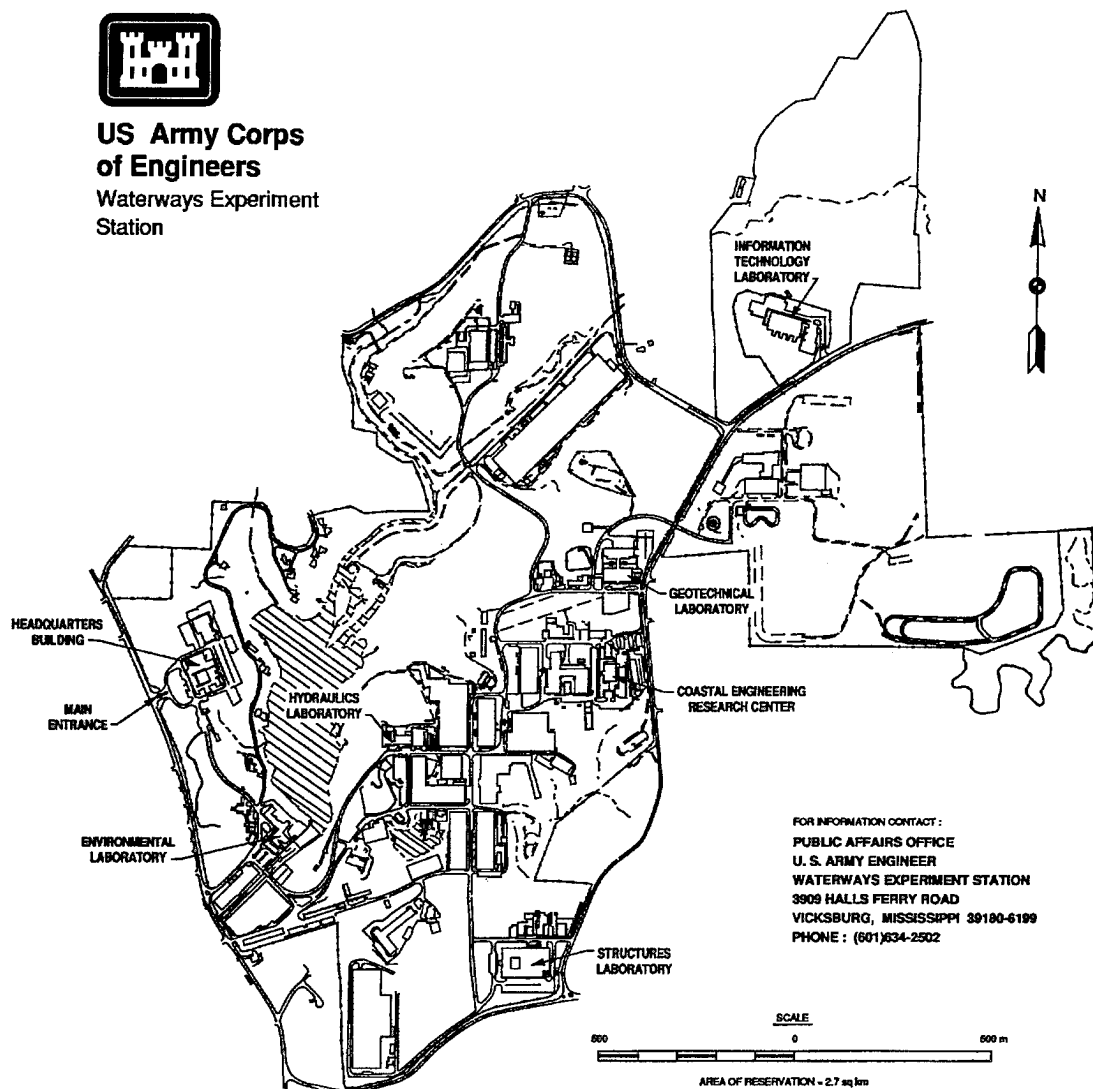 US Army Corps
of Engineers
Waterways Experiment
Station
N
INFORMATION
TECHNOLOGY
LABORATORY
GEOTECHNICAL
LABORATORY
HEADQUARTERS
BUILDING
MAIN
ENTRANCE
HYDRAULICS
LABORATORY
COASTAL ENGINEERING
RESEARCH CENTER
ENVIRONMENTAL
LABORATORY
STRUCTURES
LABORATORY
FOR INFORMATION CONTACT :
PUBLIC AFFAIRS OFFICE
U. S. ARMY ENGINEER
WATERWAYS EXPERIMENT STATION
3909 HALLS FERRY ROAD
VICKSBURG, MISSISSIPPI 39180-6199
PHONE : (601)634-2502
SCALE
500 0 500 m
AREA OF RESERVATION = 2.7 sq km